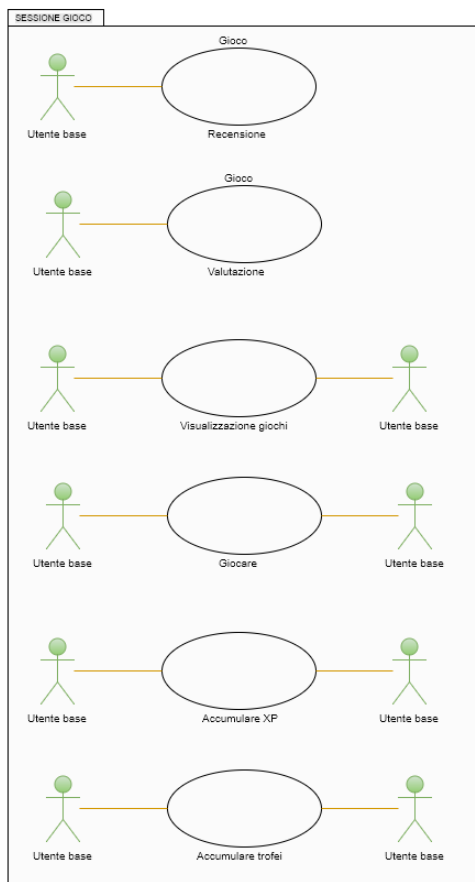 SESSIONE GIOCO
Gioco
Utente base
Recensione
Gioco
Utente base
Valutazione
Utente base
Visualizzazione giochi
Utente base
Utente base
Giocare
Utente base
Utente base
Accumulare XP
Utente base
Utente base
Accumulare trofei
Utente base